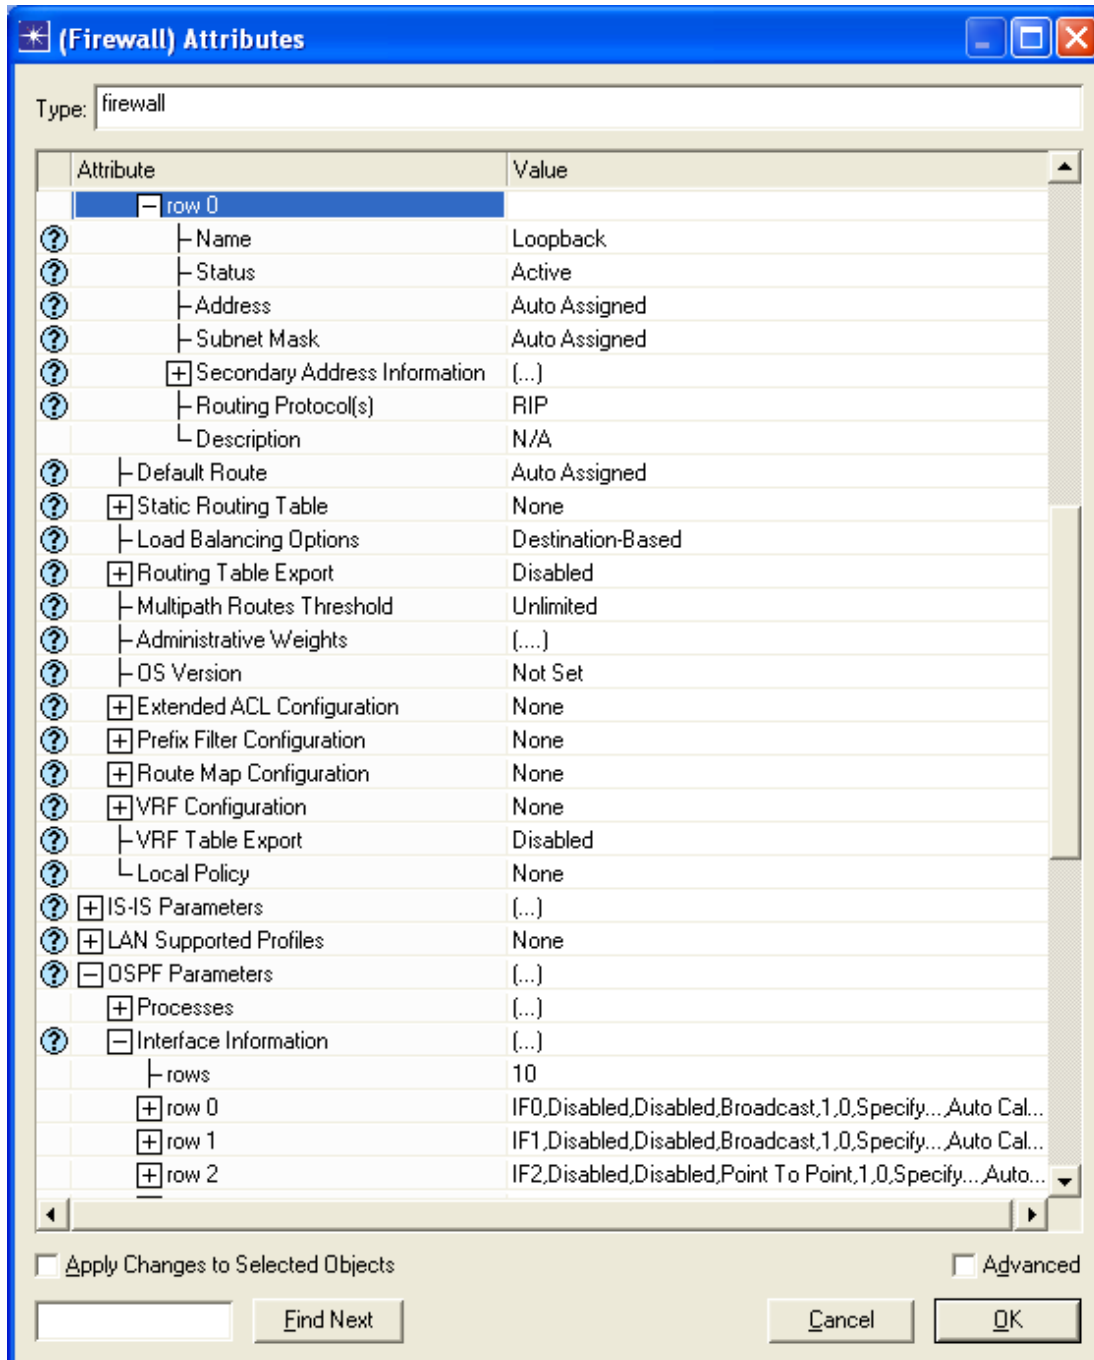 (Firewall) Attributes
Type: firewall
Attribute Value
row 0
Name Loopback
Status Active
Address Auto Assigned
Subnet Mask Auto Assigned
Secondary Address Information (...)
Routing Protocol(s) RIP
Description N/A
Default Route Auto Assigned
Static Routing Table None
Load Balancing Options Destination-Based
Routing Table Export Disabled
Multipath Routes Threshold Unlimited
Administrative Weights (....)
OS Version Not Set
Extended ACL Configuration None
Prefix Filter Configuration None
Route Map Configuration None
VRF Configuration None
VRF Table Export Disabled
Local Policy None
IS-IS Parameters (...)
LAN Supported Profiles None
OSPF Parameters (...)
Processes (...)
Interface Information (...)
rows 10
row 0 IF0,Disabled,Disabled,Broadcast,1,0,Specify...,Auto Cal...
row 1 IF1,Disabled,Disabled,Broadcast,1,0,Specify...,Auto Cal...
row 2 IF2,Disabled,Disabled,Point To Point,1,0,Specify...,Auto...
Apply Changes to Selected Objects Advanced
Find Next Cancel OK